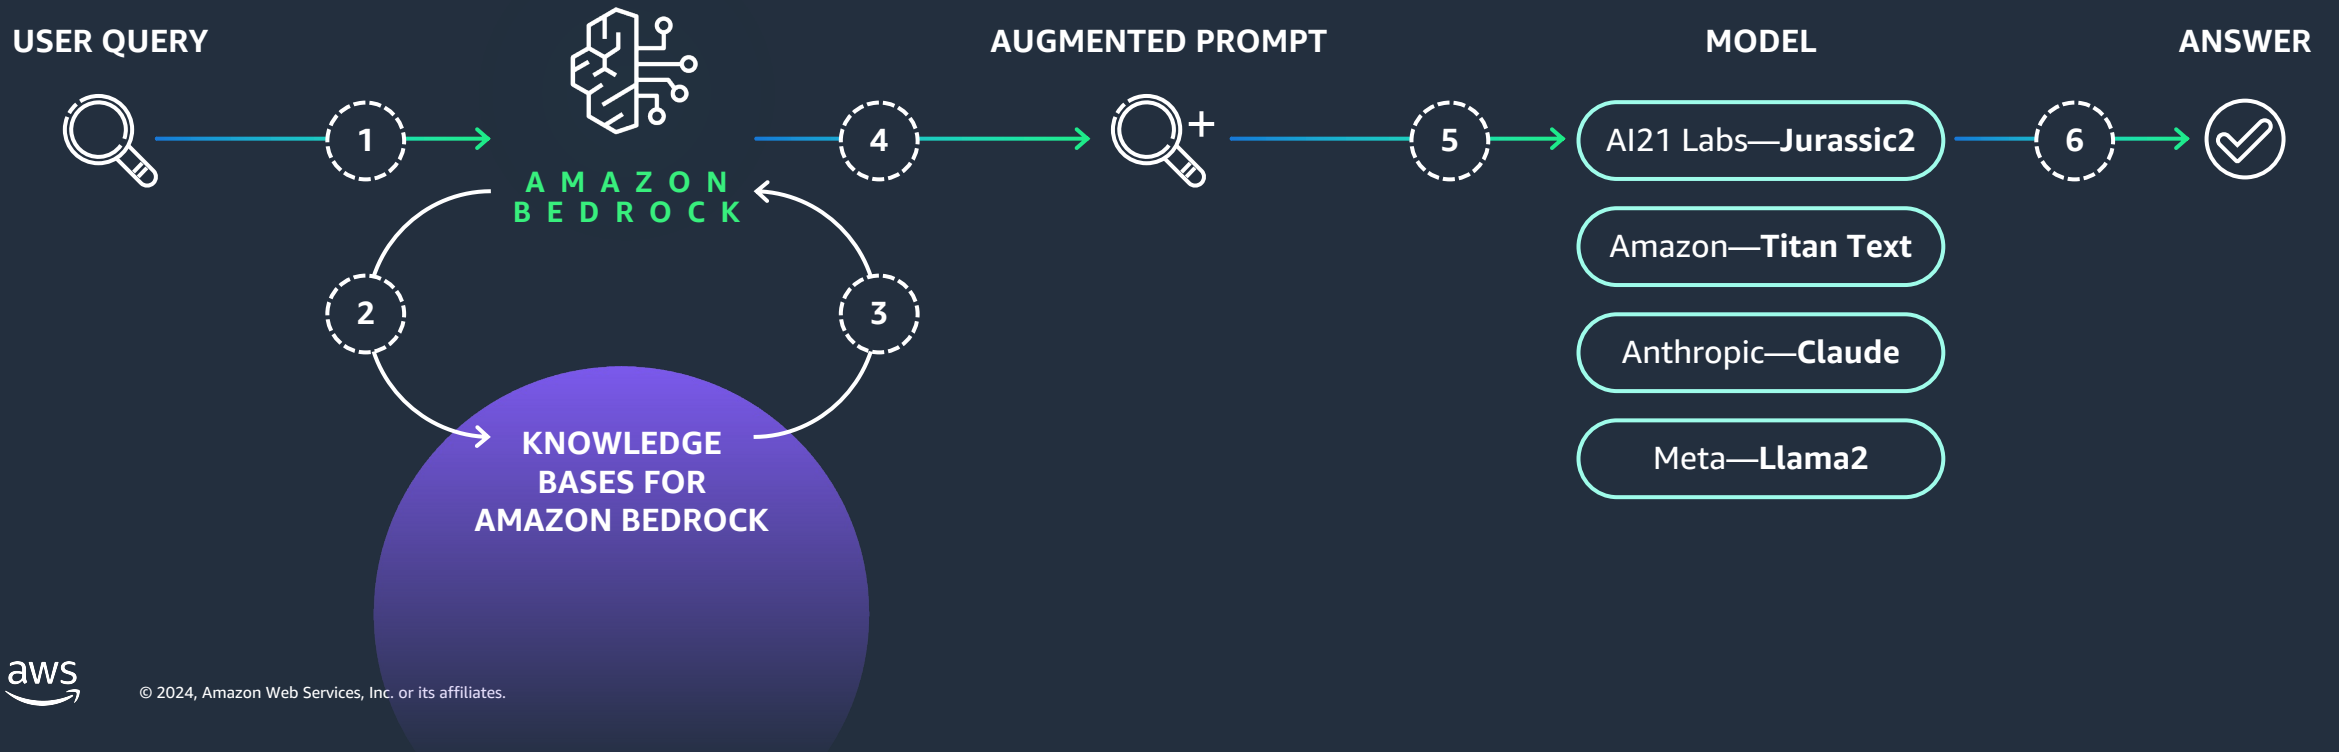 USER QUERY
AUGMENTED PROMPT
MODEL
ANSWER
1
4
+
5
AI21 Labs—Jurassic2
6
AMAZON
BEDROCK
Amazon—Titan Text
2
3
Anthropic—Claude
KNOWLEDGE
BASES FOR
AMAZON BEDROCK
Meta—Llama2
aws
© 2024, Amazon Web Services, Inc. or its affiliates.